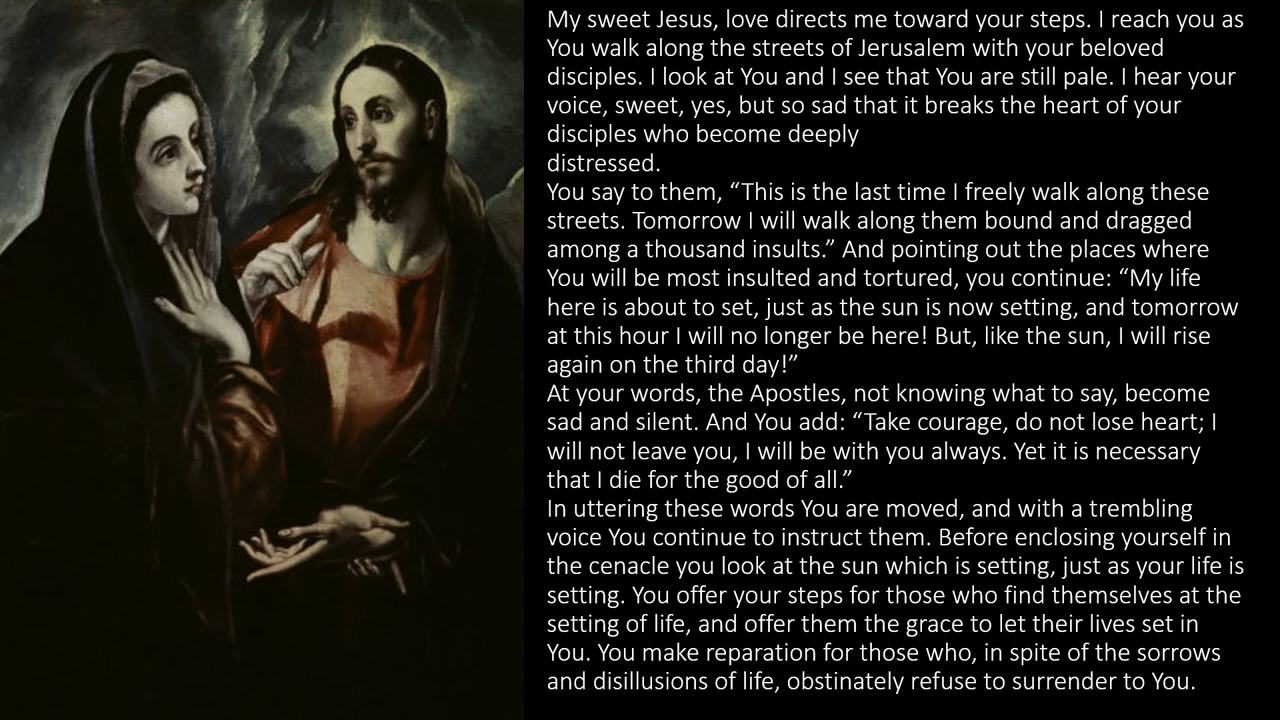 My sweet Jesus, love directs me toward your steps. I reach you as
You walk along the streets of Jerusalem with your beloved
disciples. I look at You and I see that You are still pale. I hear your
voice, sweet, yes, but so sad that it breaks the heart of your
disciples who become deeply
distressed.
You say to them, “This is the last time I freely walk along these
streets. Tomorrow I will walk along them bound and dragged
among a thousand insults.” And pointing out the places where
You will be most insulted and tortured, you continue: “My life
here is about to set, just as the sun is now setting, and tomorrow
at this hour I will no longer be here! But, like the sun, I will rise
again on the third day!”
At your words, the Apostles, not knowing what to say, become
sad and silent. And You add: “Take courage, do not lose heart; I
will not leave you, I will be with you always. Yet it is necessary
that I die for the good of all.”
In uttering these words You are moved, and with a trembling
voice You continue to instruct them. Before enclosing yourself in
the cenacle you look at the sun which is setting, just as your life is
setting. You offer your steps for those who find themselves at the
setting of life, and offer them the grace to let their lives set in
You. You make reparation for those who, in spite of the sorrows
and disillusions of life, obstinately refuse to surrender to You.